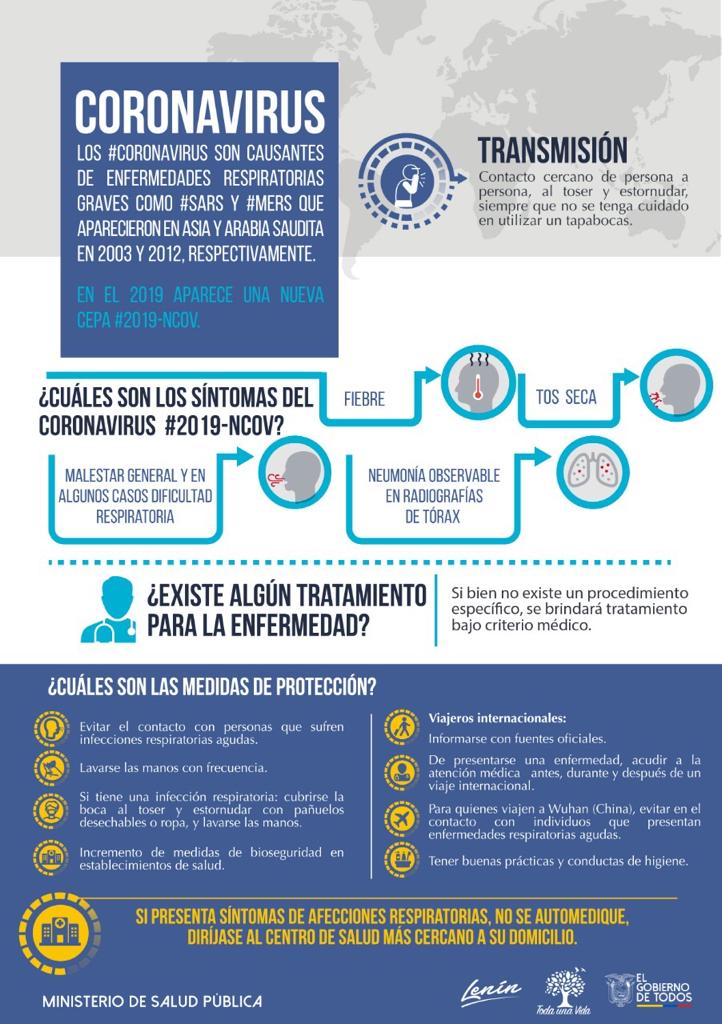 CORONAVIRUS
LOS #CORONAVIRUS SON CAUSANTES
DE ENFERMEDADES RESPIRATORIAS
GRAVES COMO #SARS Y #MERS QUE
APARECIERON EN ASIA Y ARABIA SAUDITA
EN 2003 Y 2012, RESPECTIVAMENTE.
EN EL 2019 APARECE UNA NUEVA
CEPA #2019-NCOV.
TRANSMISIÓN
Contacto cercano de persona a
persona, al toser y estornudar,
siempre que no se tenga cuidado
en utilizar un tapabocas.
¿CUÁLES SON LOS SÍNTOMAS DEL
CORONAVIRUS #2019-NCOV?
FIEBRE
TOS SECA
MALESTAR GENERAL Y EN
ALGUNOS CASOS DIFICULTAD
RESPIRATORIA
NEUMONÍA OBSERVABLE
EN RADIOGRAFÍAS
DE TÓRAX
¿EXISTE ALGÚN TRATAMIENTO
PARA LA ENFERMEDAD?
Si bien no existe un procedimiento
específico, se brindará tratamiento
bajo criterio médico.
¿CUÁLES SON LAS MEDIDAS DE PROTECCIÓN?
Evitar el contacto con personas que sufren
infecciones respiratorias agudas.
Lavarse las manos con frecuencia.
Si tiene una infección respiratoria: cubrirse la
boca al toser y estornudar con pañuelos
desechables o ropa, y lavarse las manos.
Incremento de medidas de bioseguridad en
establecimientos de salud.
Viajeros internacionales:
Informarse con fuentes oficiales.
De presentarse una enfermedad, acudir a la
atención médica antes, durante y después de un
viaje internacional.
Para quienes viajen a Wuhan (China), evitar en el
contacto con individuos que presentan
enfermedades respiratorias agudas.
Tener buenas prácticas y conductas de higiene.
SI PRESENTA SÍNTOMAS DE AFECCIONES RESPIRATORIAS, NO SE AUTOMEDIQUE,
DIRÍJASE AL CENTRO DE SALUD MÁS CERCANO A SU DOMICILIO.
MINISTERIO DE SALUD PÚBLICA
Lenín
Toda una Vida
EL
GOBIERNO
DE TODOS